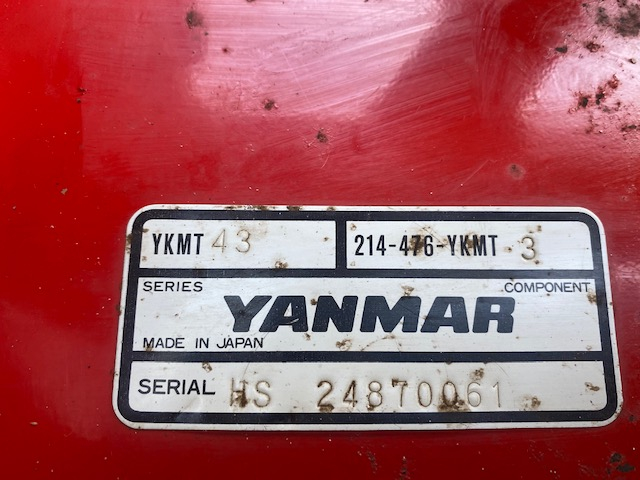 YKMT 43
214-476-YKMT 3
SERIES
COMPONENT
YANMAR
MADE IN JAPAN
SERIAL HS 24870061